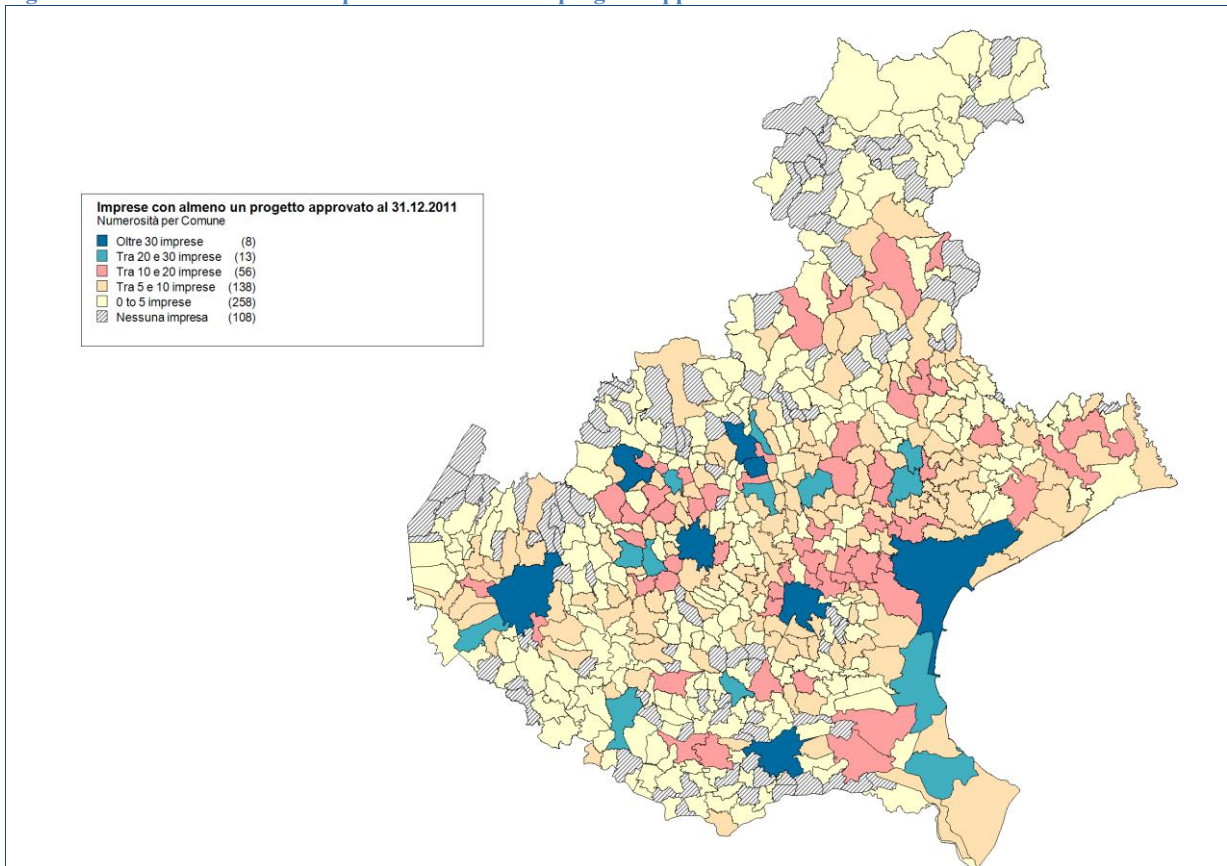 Imprese con almeno un progetto approvato al 31.12.2011
Numerosità per Comune
Oltre 30 imprese (8)
Tra 20 e 30 imprese (13)
Tra 10 e 20 imprese (56)
Tra 5 e 10 imprese (138)
0 to 5 imprese (258)
Nessuna impresa (108)